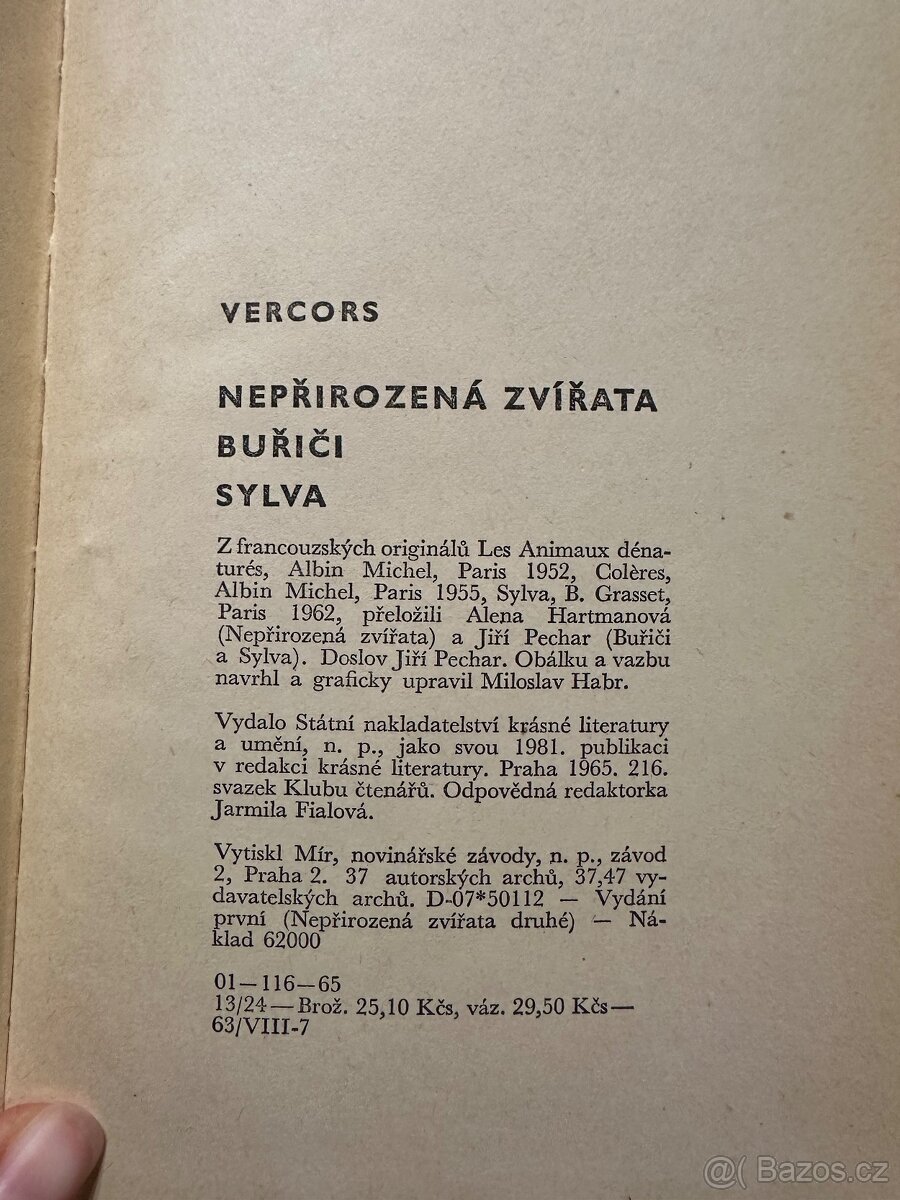 VERCORS
NEPŘIROZENÁ ZVÍŘATA
BUŘIČI
SYLVA
Z francouzských originálů Les Animaux déna-
turés, Albin Michel, Paris 1952, Colères,
Albin Michel, Paris 1955, Sylva, B. Grasset,
Paris 1962, přeložili Alena Hartmanová
(Nepřirozená zvířata) a Jiří Pechar (Buřiči
a Sylva). Doslov Jiří Pechar. Obálku a vazbu
navrhl a graficky upravil Miloslav Habr.
Vydalo Státní nakladatelství krásné literatury
a umění, n. p., jako svou 1981. publikaci
v redakci krásné literatury. Praha 1965. 216.
svazek Klubu čtenářů. Odpovědná redaktorka
Jarmila Fialová.
Vytiskl Mír, novinářské závody, n. p., závod
2, Praha 2. 37 autorských archů, 37,47 vy-
davatelských archů. D-07*50112 — Vydání
první (Nepřirozená zvířata druhé) — Ná-
klad 62000
01—116—65
13/24—Brož. 25,10 Kčs, váz. 29,50 Kčs—
63/VIII-7
@( Bazos.cz